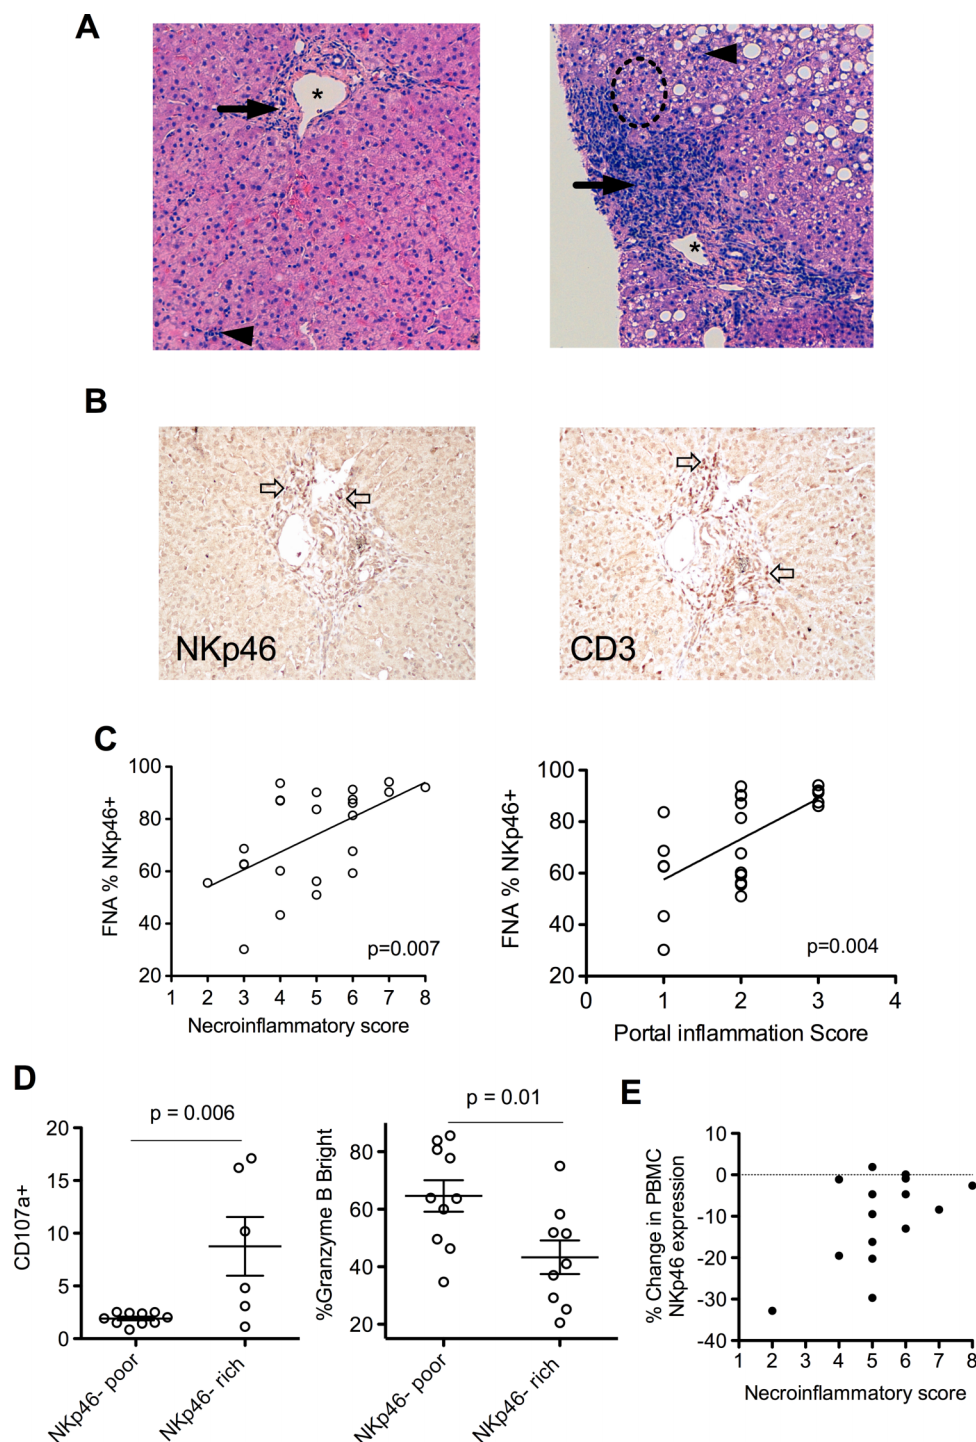 A
*
*
B
NKp46
CD3
C
100
80
60
40
20
1 2 3 4 5 6 7 8
FNA % NKp46+
Necroinflammatory score
p=0.007
100
80
60
40
20
0 1 2 3 4
FNA % NKp46+
Portal inflammation Score
p=0.004
D
p = 0.006
20
15
10
5
0
CD107a+
NKp46- poor
NKp46- rich
p = 0.01
80
60
40
20
%Granzyme B Bright
NKp46- poor
NKp46- rich
E
10
0
-10
-20
-30
-40
1 2 3 4 5 6 7 8
% Change in PBMC
NKp46 expression
Necroinflammatory score